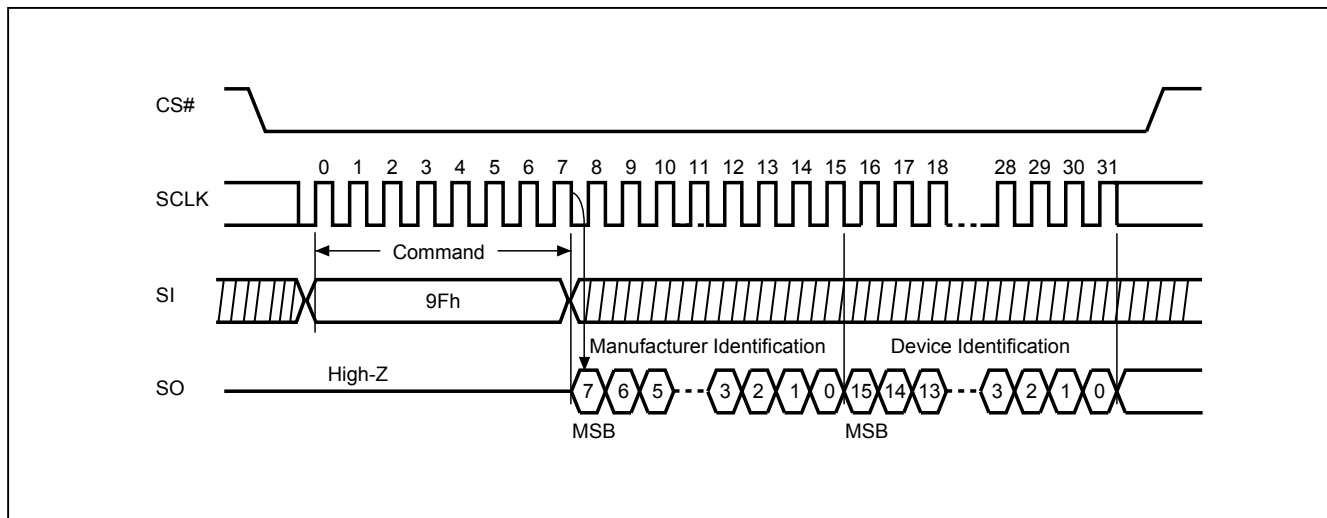 CS#
0 1 2 3 4 5 6 7 8 9 10 11 12 13 14 15 16 17 18 28 29 30 31
SCLK
Command
SI
9Fh
Manufacturer Identification Device Identification
High-Z
SO
7 6 5 3 2 1 0 15 14 13 3 2 1 0
MSB MSB